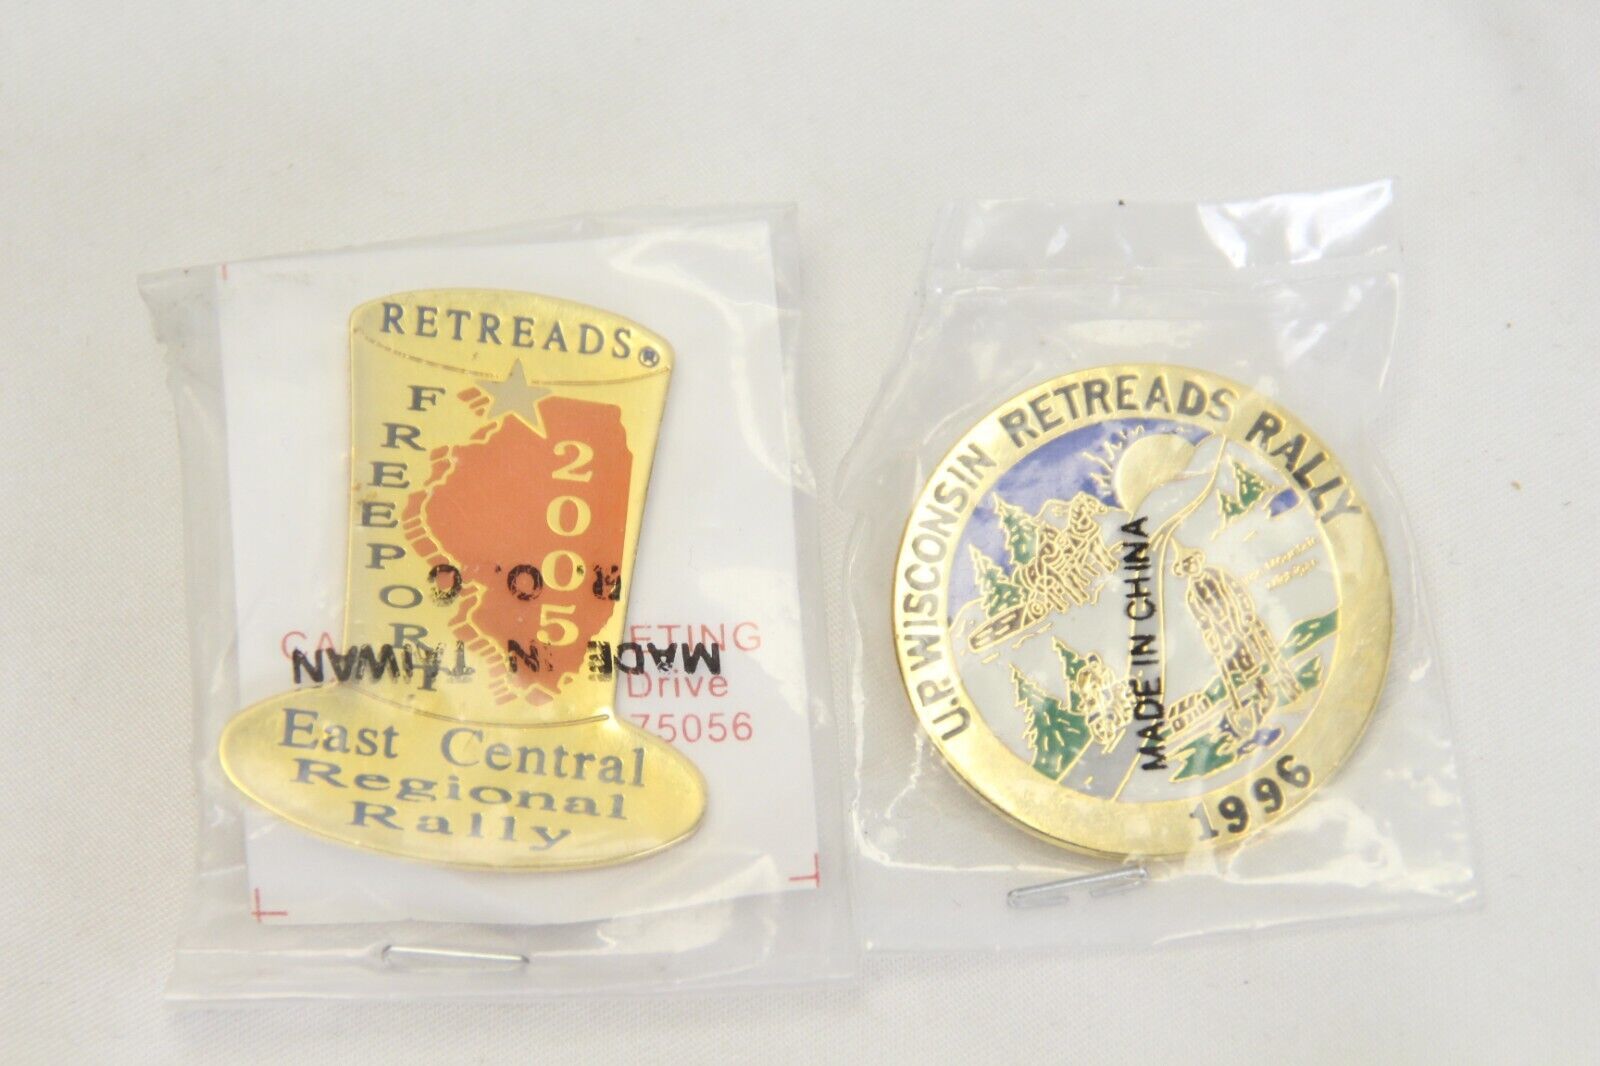 RETREADS®
FREEPORT
2005
R.O.C
MADE IN TAIWAN
ETING
Drive
75056
East Central
Regional
Rally
U.P. WISCONSIN RETREADS RALLY
MADE IN CHINA
1996